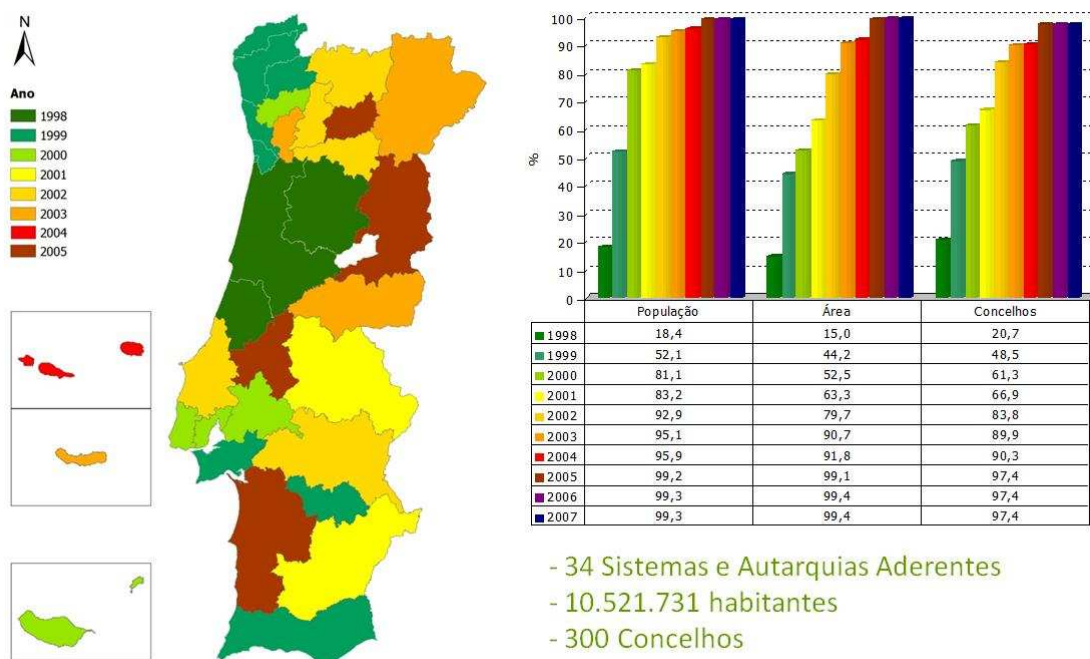 N
Ano
1998
1999
2000
2001
2002
2003
2004
2005
%
100
90
80
70
60
50
40
30
20
10
0
População Área Concelhos
1998 18,4 15,0 20,7
1999 52,1 44,2 48,5
2000 81,1 52,5 61,3
2001 83,2 63,3 66,9
2002 92,9 79,7 83,8
2003 95,1 90,7 89,9
2004 95,9 91,8 90,3
2005 99,2 99,1 97,4
2006 99,3 99,4 97,4
2007 99,3 99,4 97,4
- 34 Sistemas e Autarquias Aderentes
- 10.521.731 habitantes
- 300 Concelhos